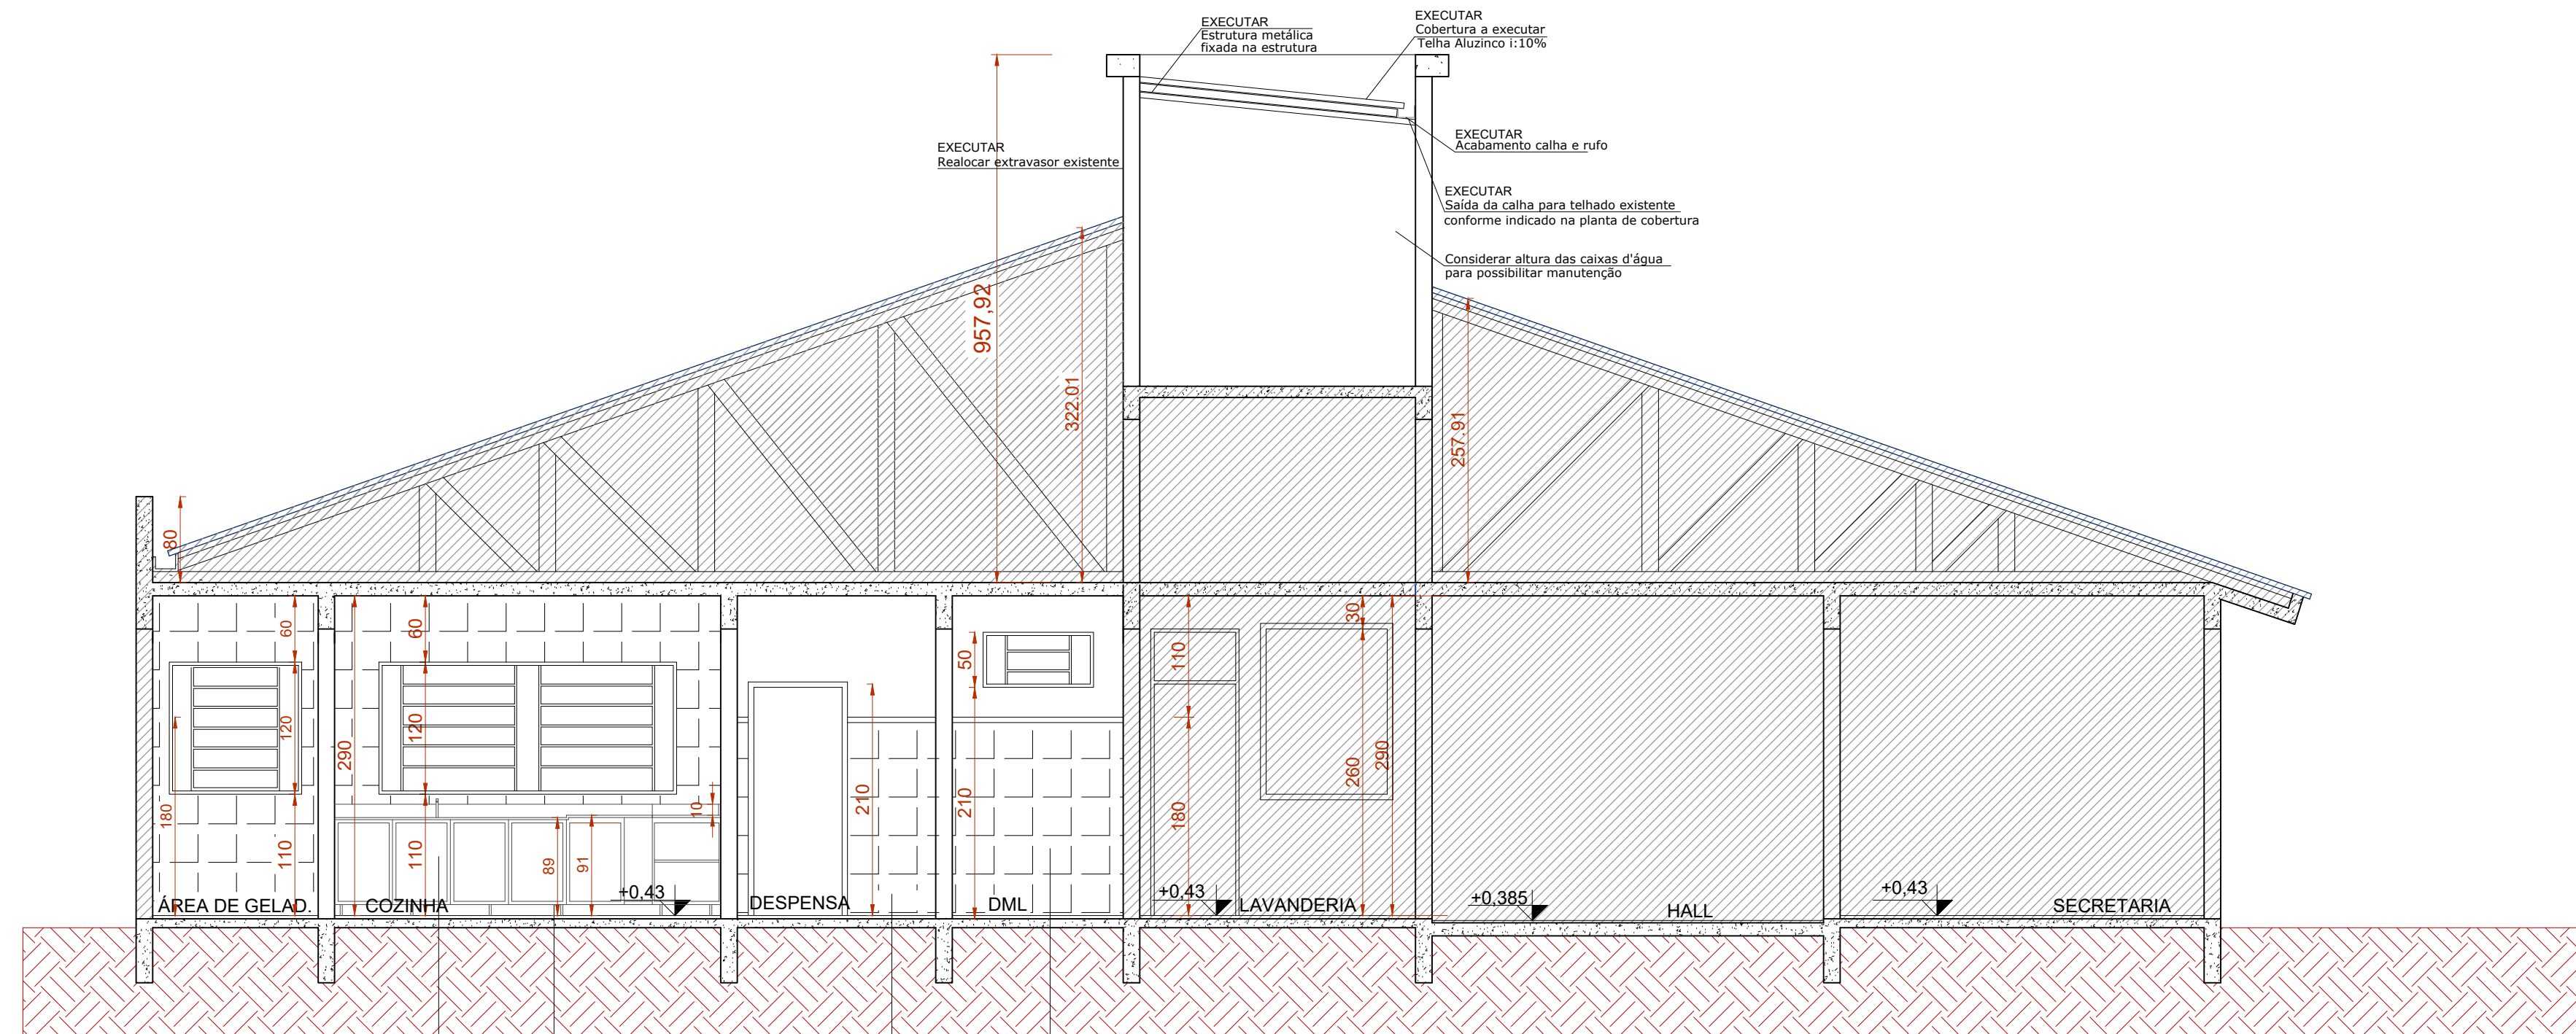 EXECUTAR
Estrutura metálica
fixada na estrutura
EXECUTAR
Cobertura a executar
Telha Aluzinco i:10%
EXECUTAR
Acabamento calha e rufo
EXECUTAR
Realocar extravasor existente
EXECUTAR
Saída da calha para telhado existente
conforme indicado na planta de cobertura
Considerar altura das caixas d'água
para possibilitar manutenção
957,92
322.01
257.91
80
60
120
180
110
290
60
120
110
89
91
10
210
50
210
110
180
30
260
290
ÁREA DE GELAD.
COZINHA
+0,43
DESPENSA
DML
+0,43
LAVANDERIA
+0,385
HALL
+0,43
SECRETARIA